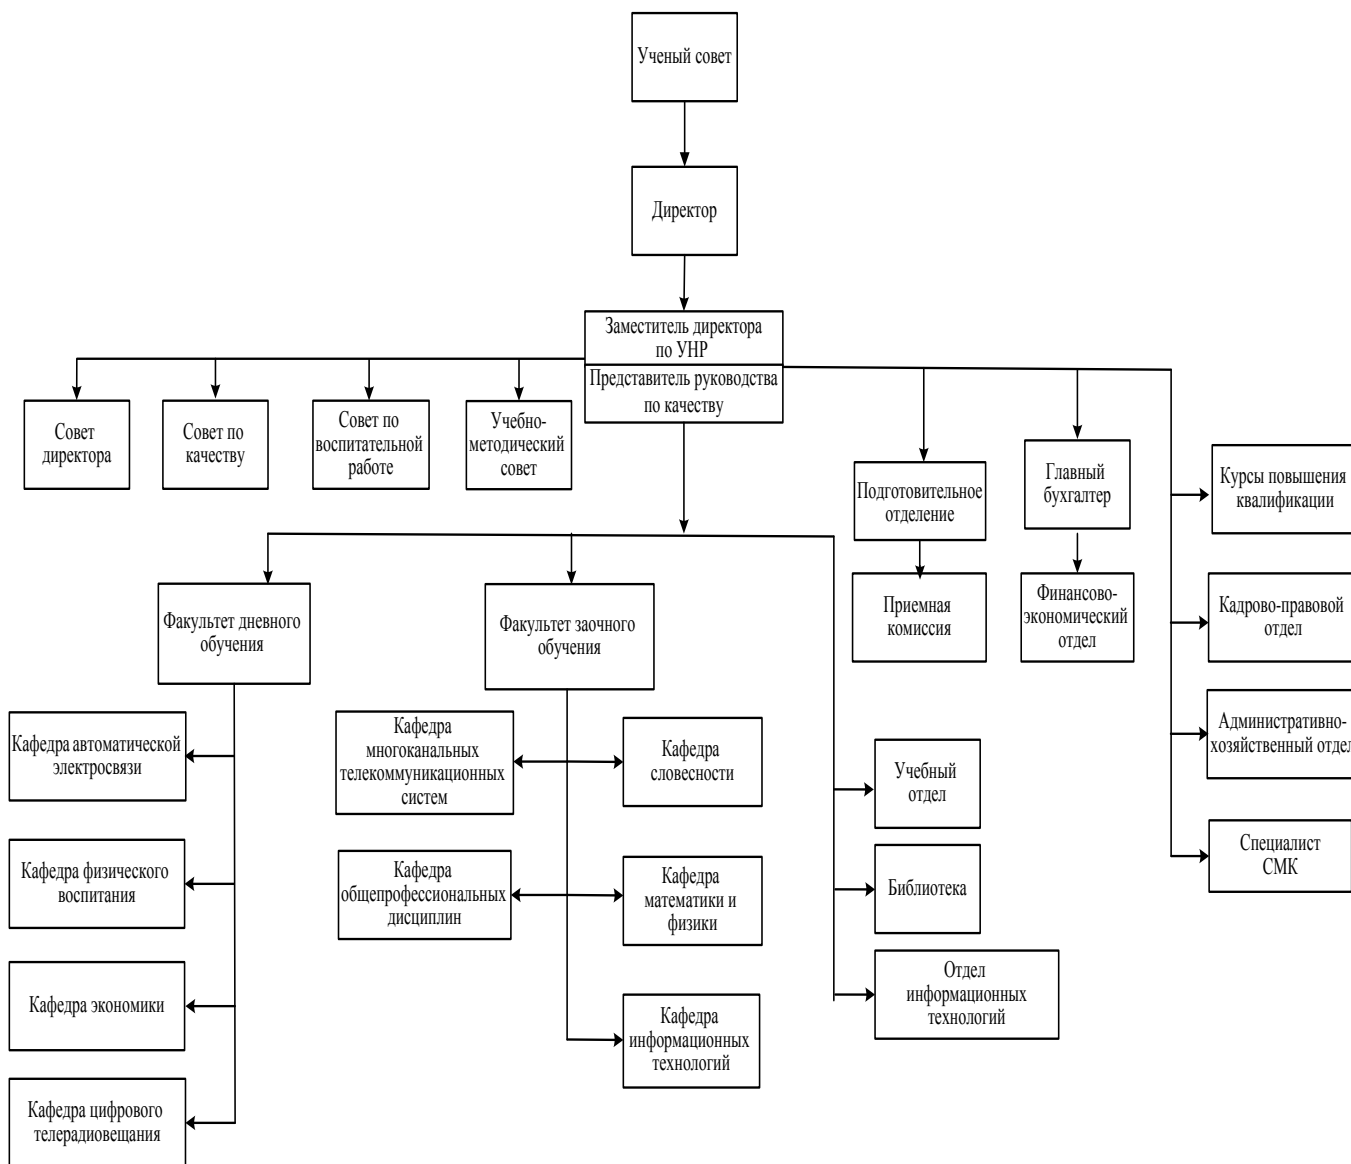 Ученый совет
Директор
Заместитель директора
по УНР
Представитель руководства
по качеству
Совет
директора
Совет по
качеству
Совет по
воспитательной
работе
Учебно-
методический
совет
Подготовительное
отделение
Главный
бухгалтер
Курсы повышения
квалификации
Приемная
комиссия
Финансово-
экономический
отдел
Кадрово-правовой
отдел
Административно-
хозяйственный отдел
Специалист
СМК
Факультет дневного
обучения
Факультет заочного
обучения
Кафедра автоматической
электросвязи
Кафедра физического
воспитания
Кафедра экономики
Кафедра цифрового
телерадиовещания
Кафедра
многоканальных
телекоммуникационных
систем
Кафедра
словесности
Кафедра
общепрофессиональных
дисциплин
Кафедра
математики и
физики
Кафедра
информационных
технологий
Учебный
отдел
Библиотека
Отдел
информационных
технологий